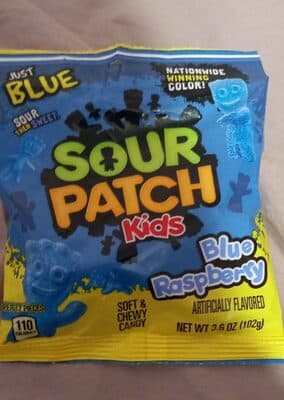 JUST
BLUE
NATIONWIDE
WINNING
COLOR!
SOUR
THEN SWEET.
SOUR
PATCH
Kids
Blue
Raspberry
SOFT &
CHEWY
CANDY
ARTIFICIALLY FLAVORED
110
NET WT 3.6 OZ (102g)